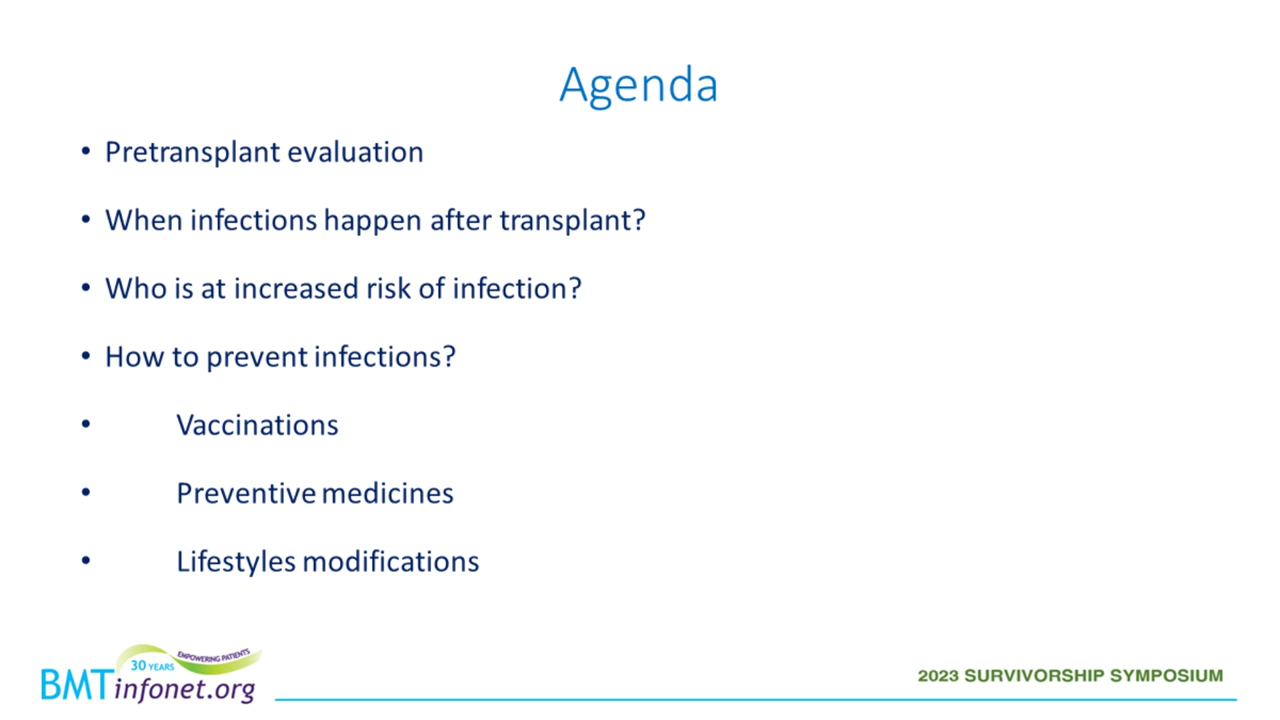 Agenda
• Pretransplant evaluation
• When infections happen after transplant?
• Who is at increased risk of infection?
• How to prevent infections?
• Vaccinations
• Preventive medicines
• Lifestyles modifications
30 YEARS EMPOWERING PATIENTS
BMTinfonet.org
2023 SURVIVORSHIP SYMPOSIUM